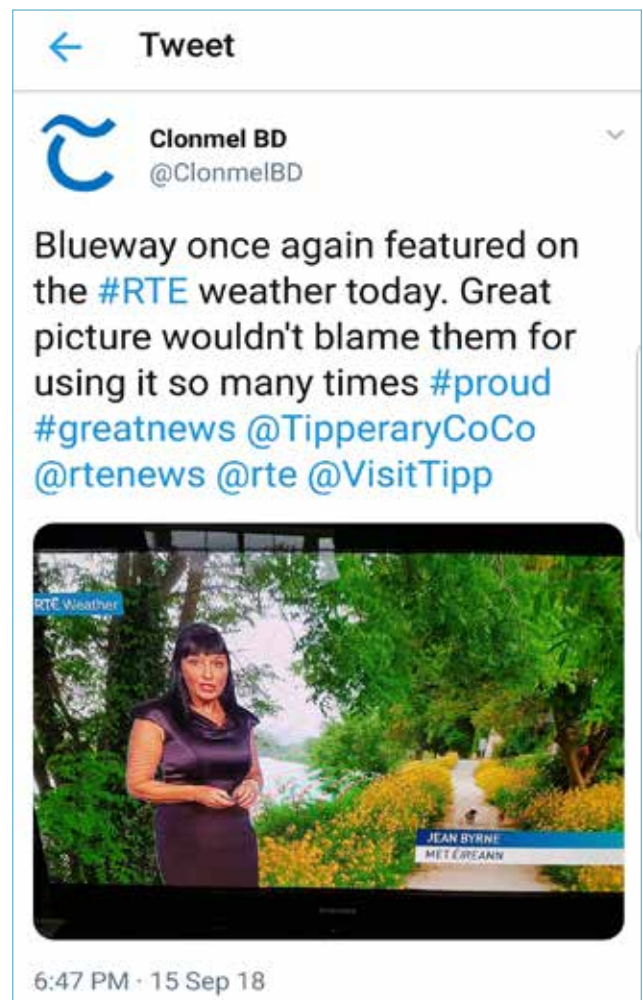 Tweet
Clonmel BD
@ClonmelBD
Blueway once again featured on
the #RTE weather today. Great
picture wouldn't blame them for
using it so many times #proud
#greatnews @TipperaryCoCo
@rtenews @rte @VisitTipp
RTÉ Weather
JEAN BYRNE
MET ÉIREANN
6:47 PM · 15 Sep 18